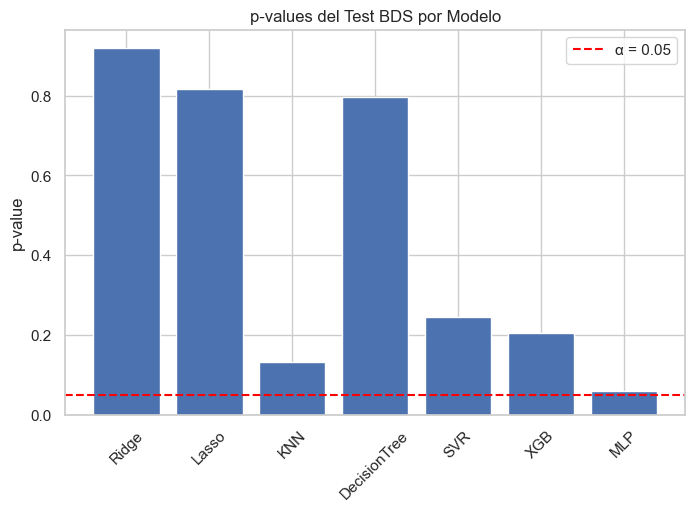 p-values del Test BDS por Modelo
α = 0.05
p-value
0.8
0.6
0.4
0.2
0.0
Ridge
Lasso
KNN
DecisionTree
SVR
XGB
MLP